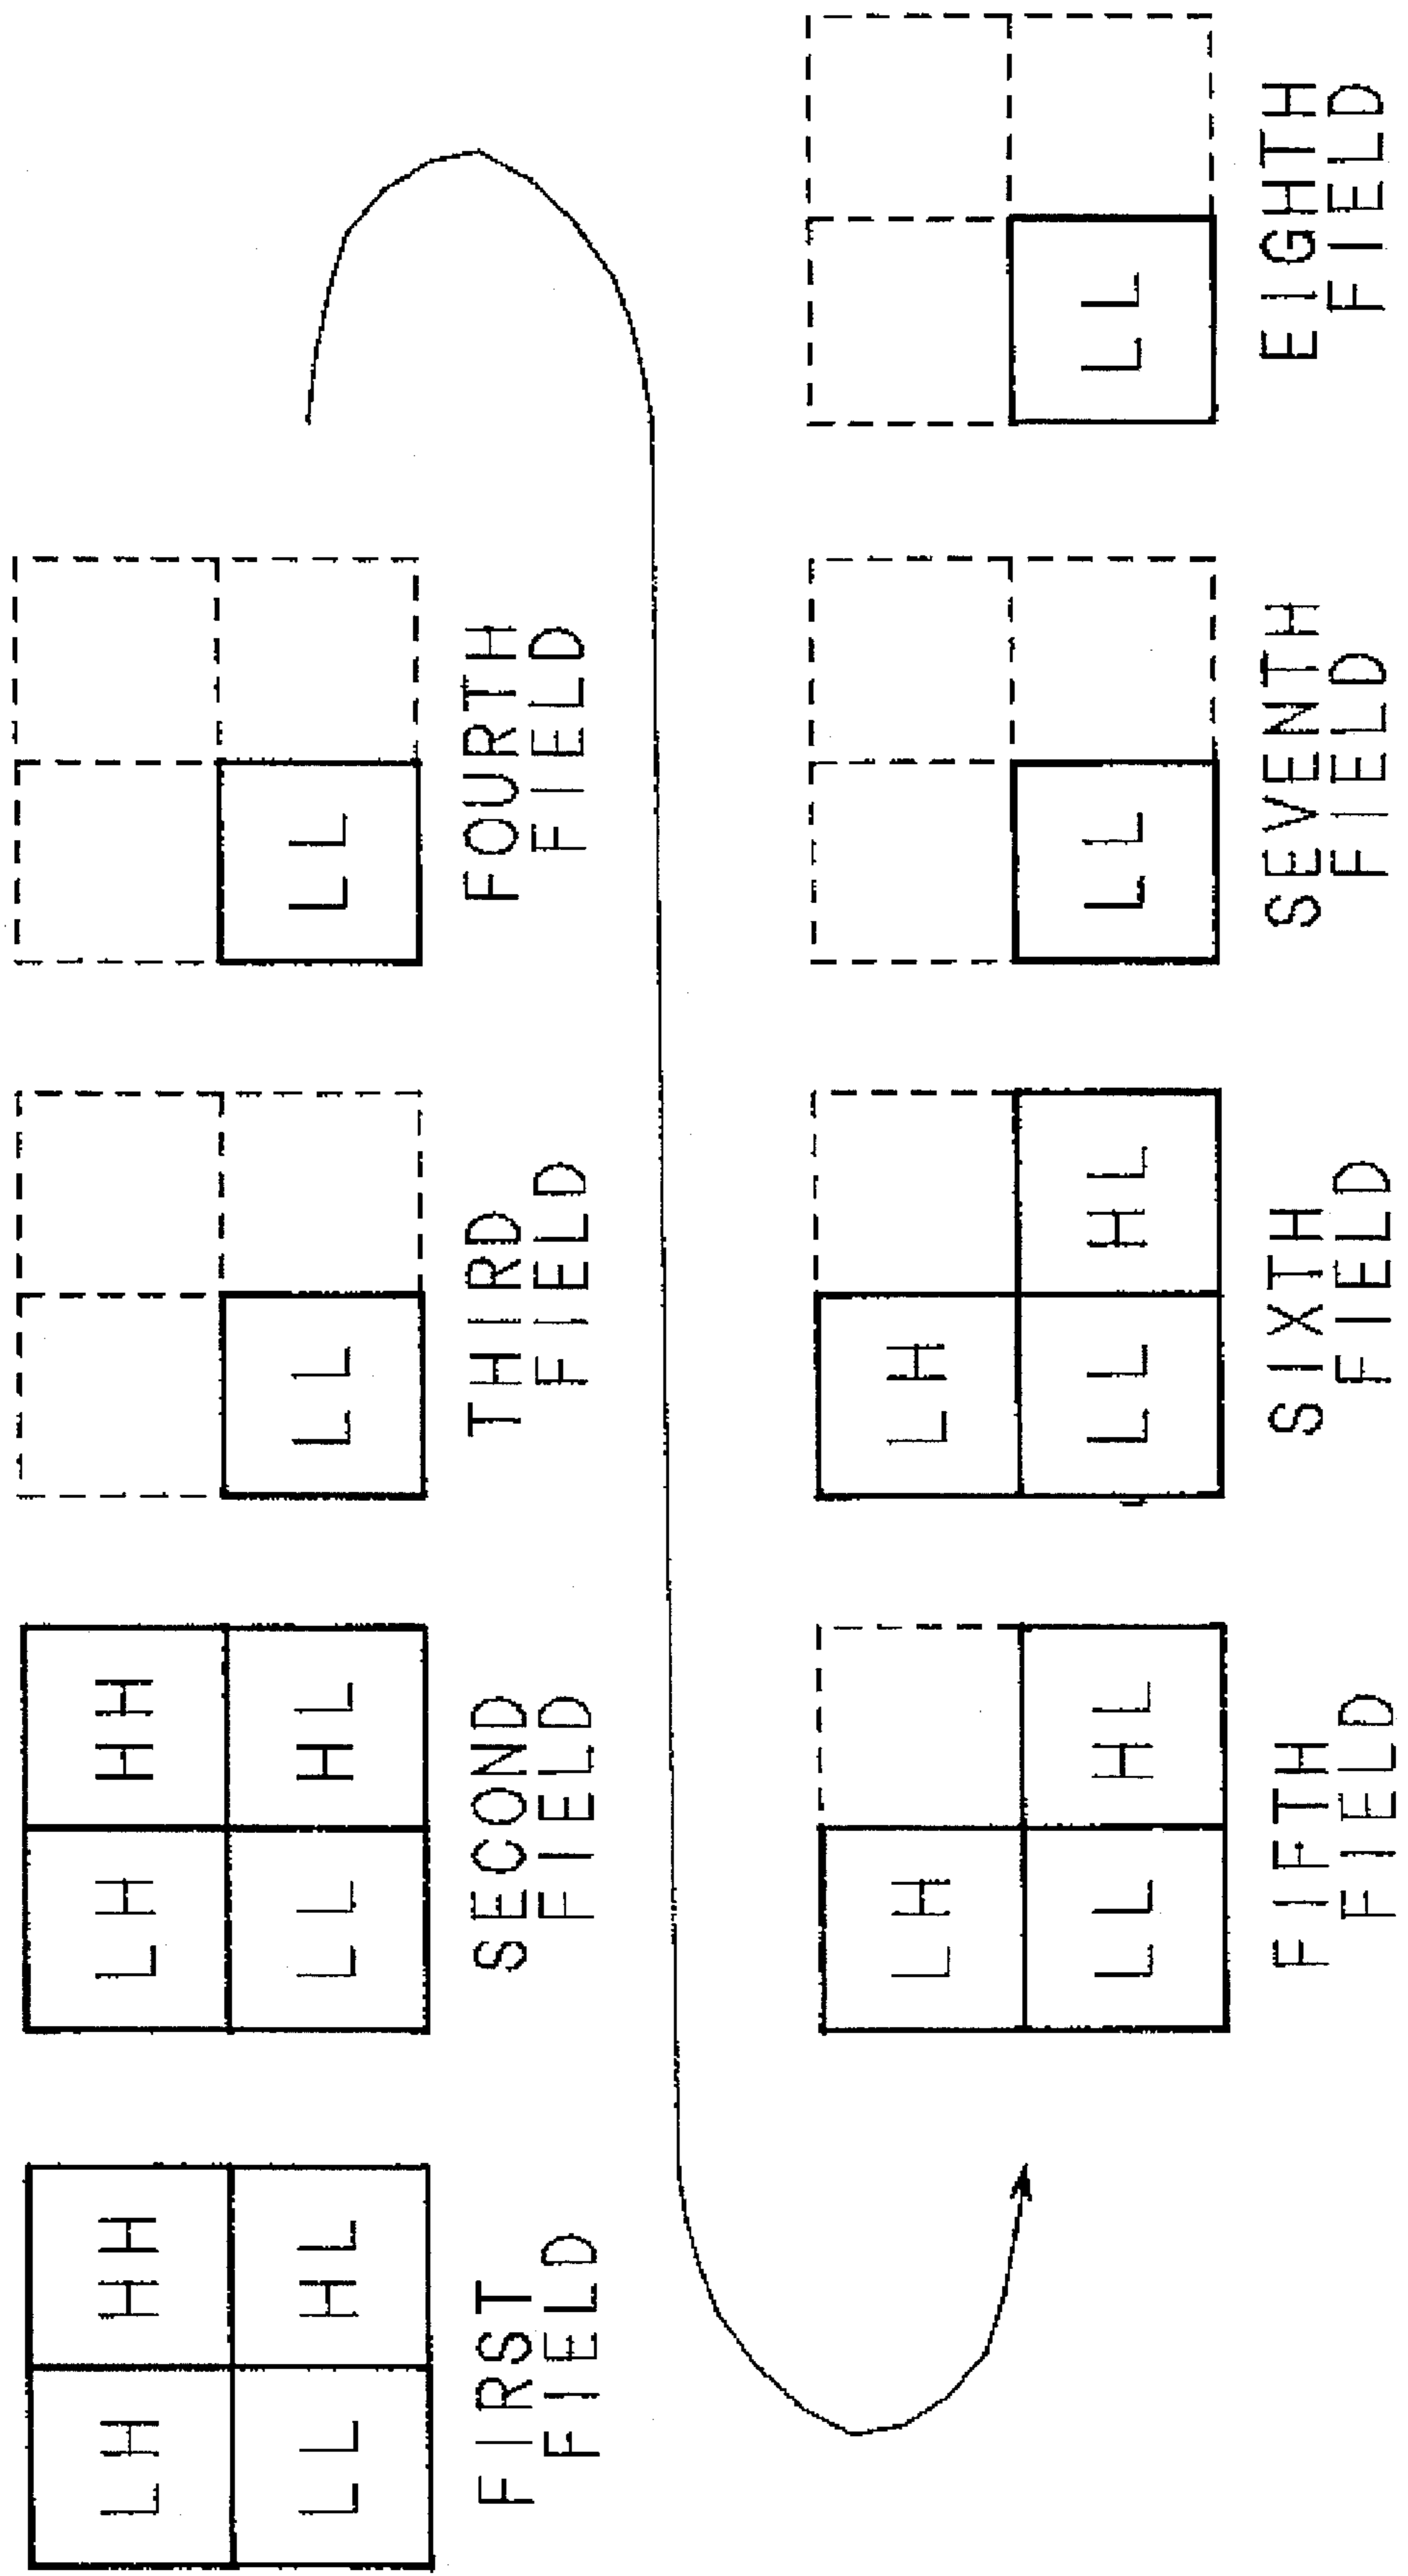 LH HH
LL HL
FIRST
FIELD
LH HH
LL HL
SECOND
FIELD
LL
THIRD
FIELD
LL
FOURTH
FIELD
LH
LL HL
FIFTH
FIELD
LH
LL HL
SIXTH
FIELD
LL
SEVENTH
FIELD
LL
EIGHTH
FIELD